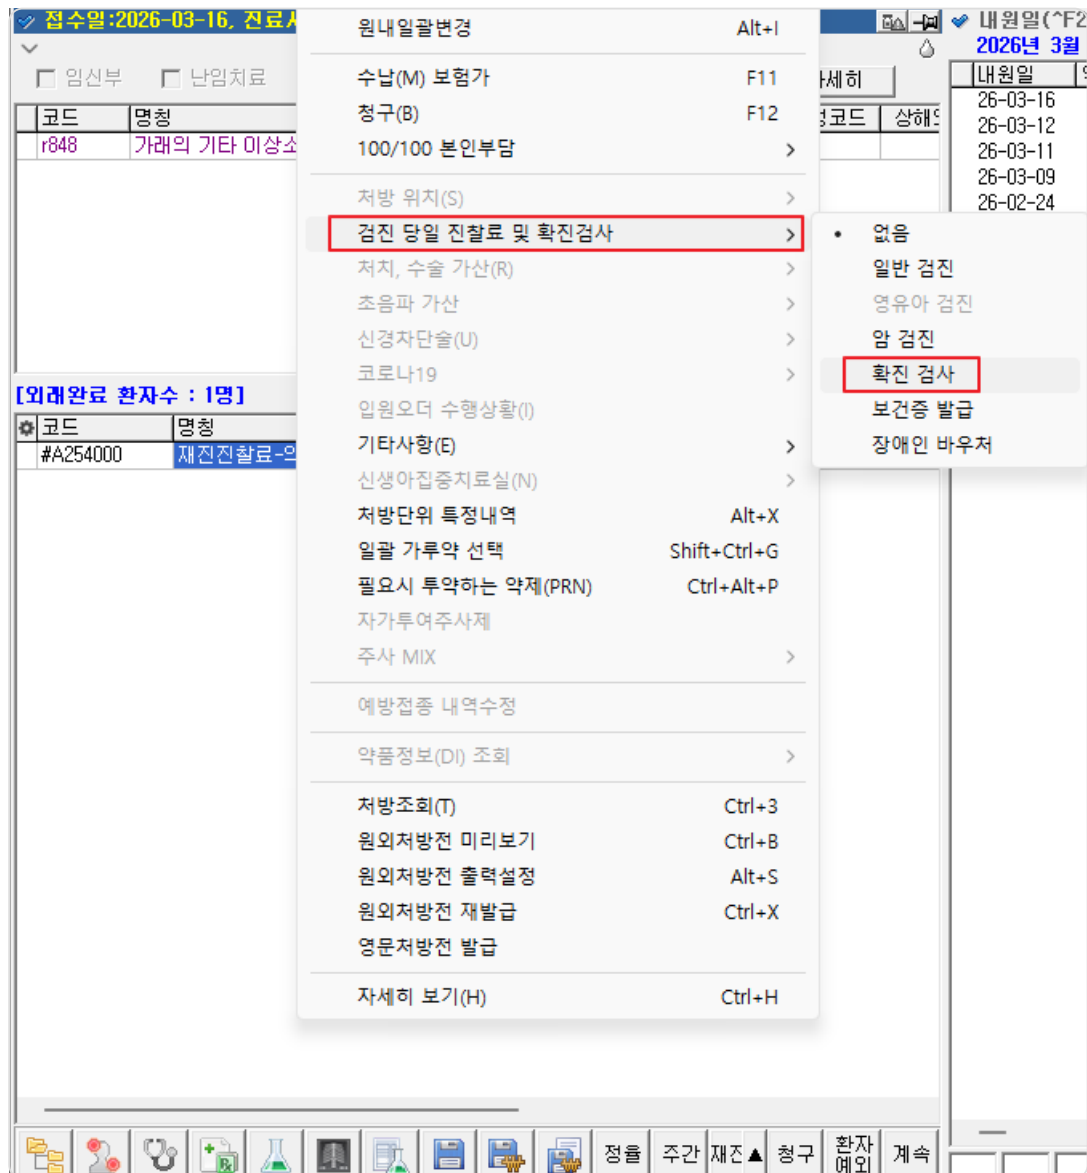 접수일:2026-03-16, 진료
임신부
난임치료
코드
명칭
r848
가래의 기타 이상소
[외래완료 환자수 : 1명]
코드
명칭
#A254000
재진진찰료-의
원내일괄변경 Alt+I
수납(M) 보험가 F11
청구(B) F12
100/100 본인부담
처방 위치(S)
검진 당일 진찰료 및 확진검사
처치, 수술 가산(R)
초음파 가산
신경차단술(U)
코로나19
입원오더 수행상황(I)
기타사항(E)
신생아집중치료실(N)
처방단위 특정내역 Alt+X
일괄 가루약 선택 Shift+Ctrl+G
필요시 투약하는 약제(PRN) Ctrl+Alt+P
자가투여주사제
주사 MIX
예방접종 내역수정
약품정보(DI) 조회
처방조회(T) Ctrl+3
원외처방전 미리보기 Ctrl+B
원외처방전 출력설정 Alt+S
원외처방전 재발급 Ctrl+X
영문처방전 발급
자세히 보기(H) Ctrl+H
없음
일반 검진
영유아 검진
암 검진
확진 검사
보건증 발급
장애인 바우처
세히
코드
상해
내원일(^F2
2026년 3월
내원일
26-03-16
26-03-12
26-03-11
26-03-09
26-02-24
정율
주간
재진▲
청구
환자
예외
계속